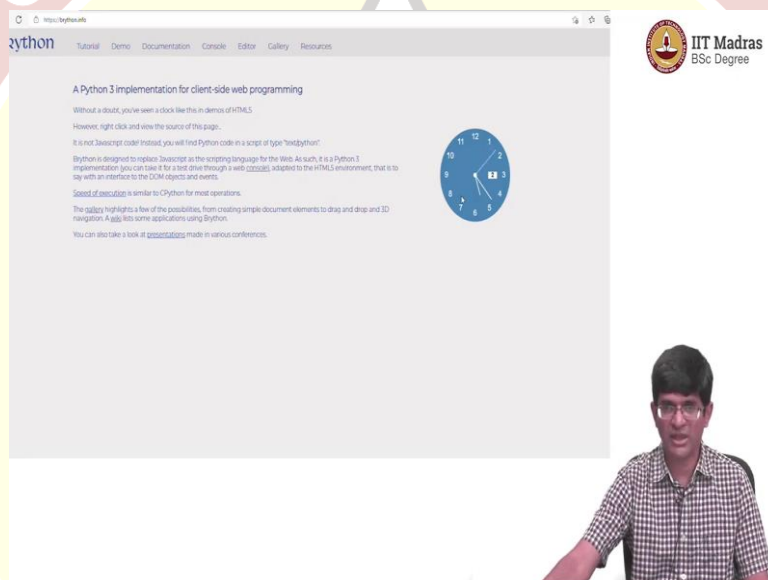 https://brython.info
rython
Tutorial Demo Documentation Console Editor Gallery Resources
IIT Madras
BSc Degree
A Python 3 implementation for client-side web programming
Without a doubt, you've seen a clock like this in demos of HTML5
However, right click and view the source of this page...
It is not Javascript code! Instead, you will find Python code in a script of type "text/python"
Brython is designed to replace Javascript as the scripting language for the Web. As such, it is a Python 3
implementation (you can take it for a test drive through a web console), adapted to the HTML5 environment, that is to
say with an interface to the DOM objects and events.
Speed of execution is similar to CPython for most operations.
The gallery highlights a few of the possibilities, from creating simple document elements to drag and drop and 3D
navigation. A wiki lists some applications using Brython.
You can also take a look at presentations made in various conferences.
12
11 1
10 2
9 3
8 4
7 5
6